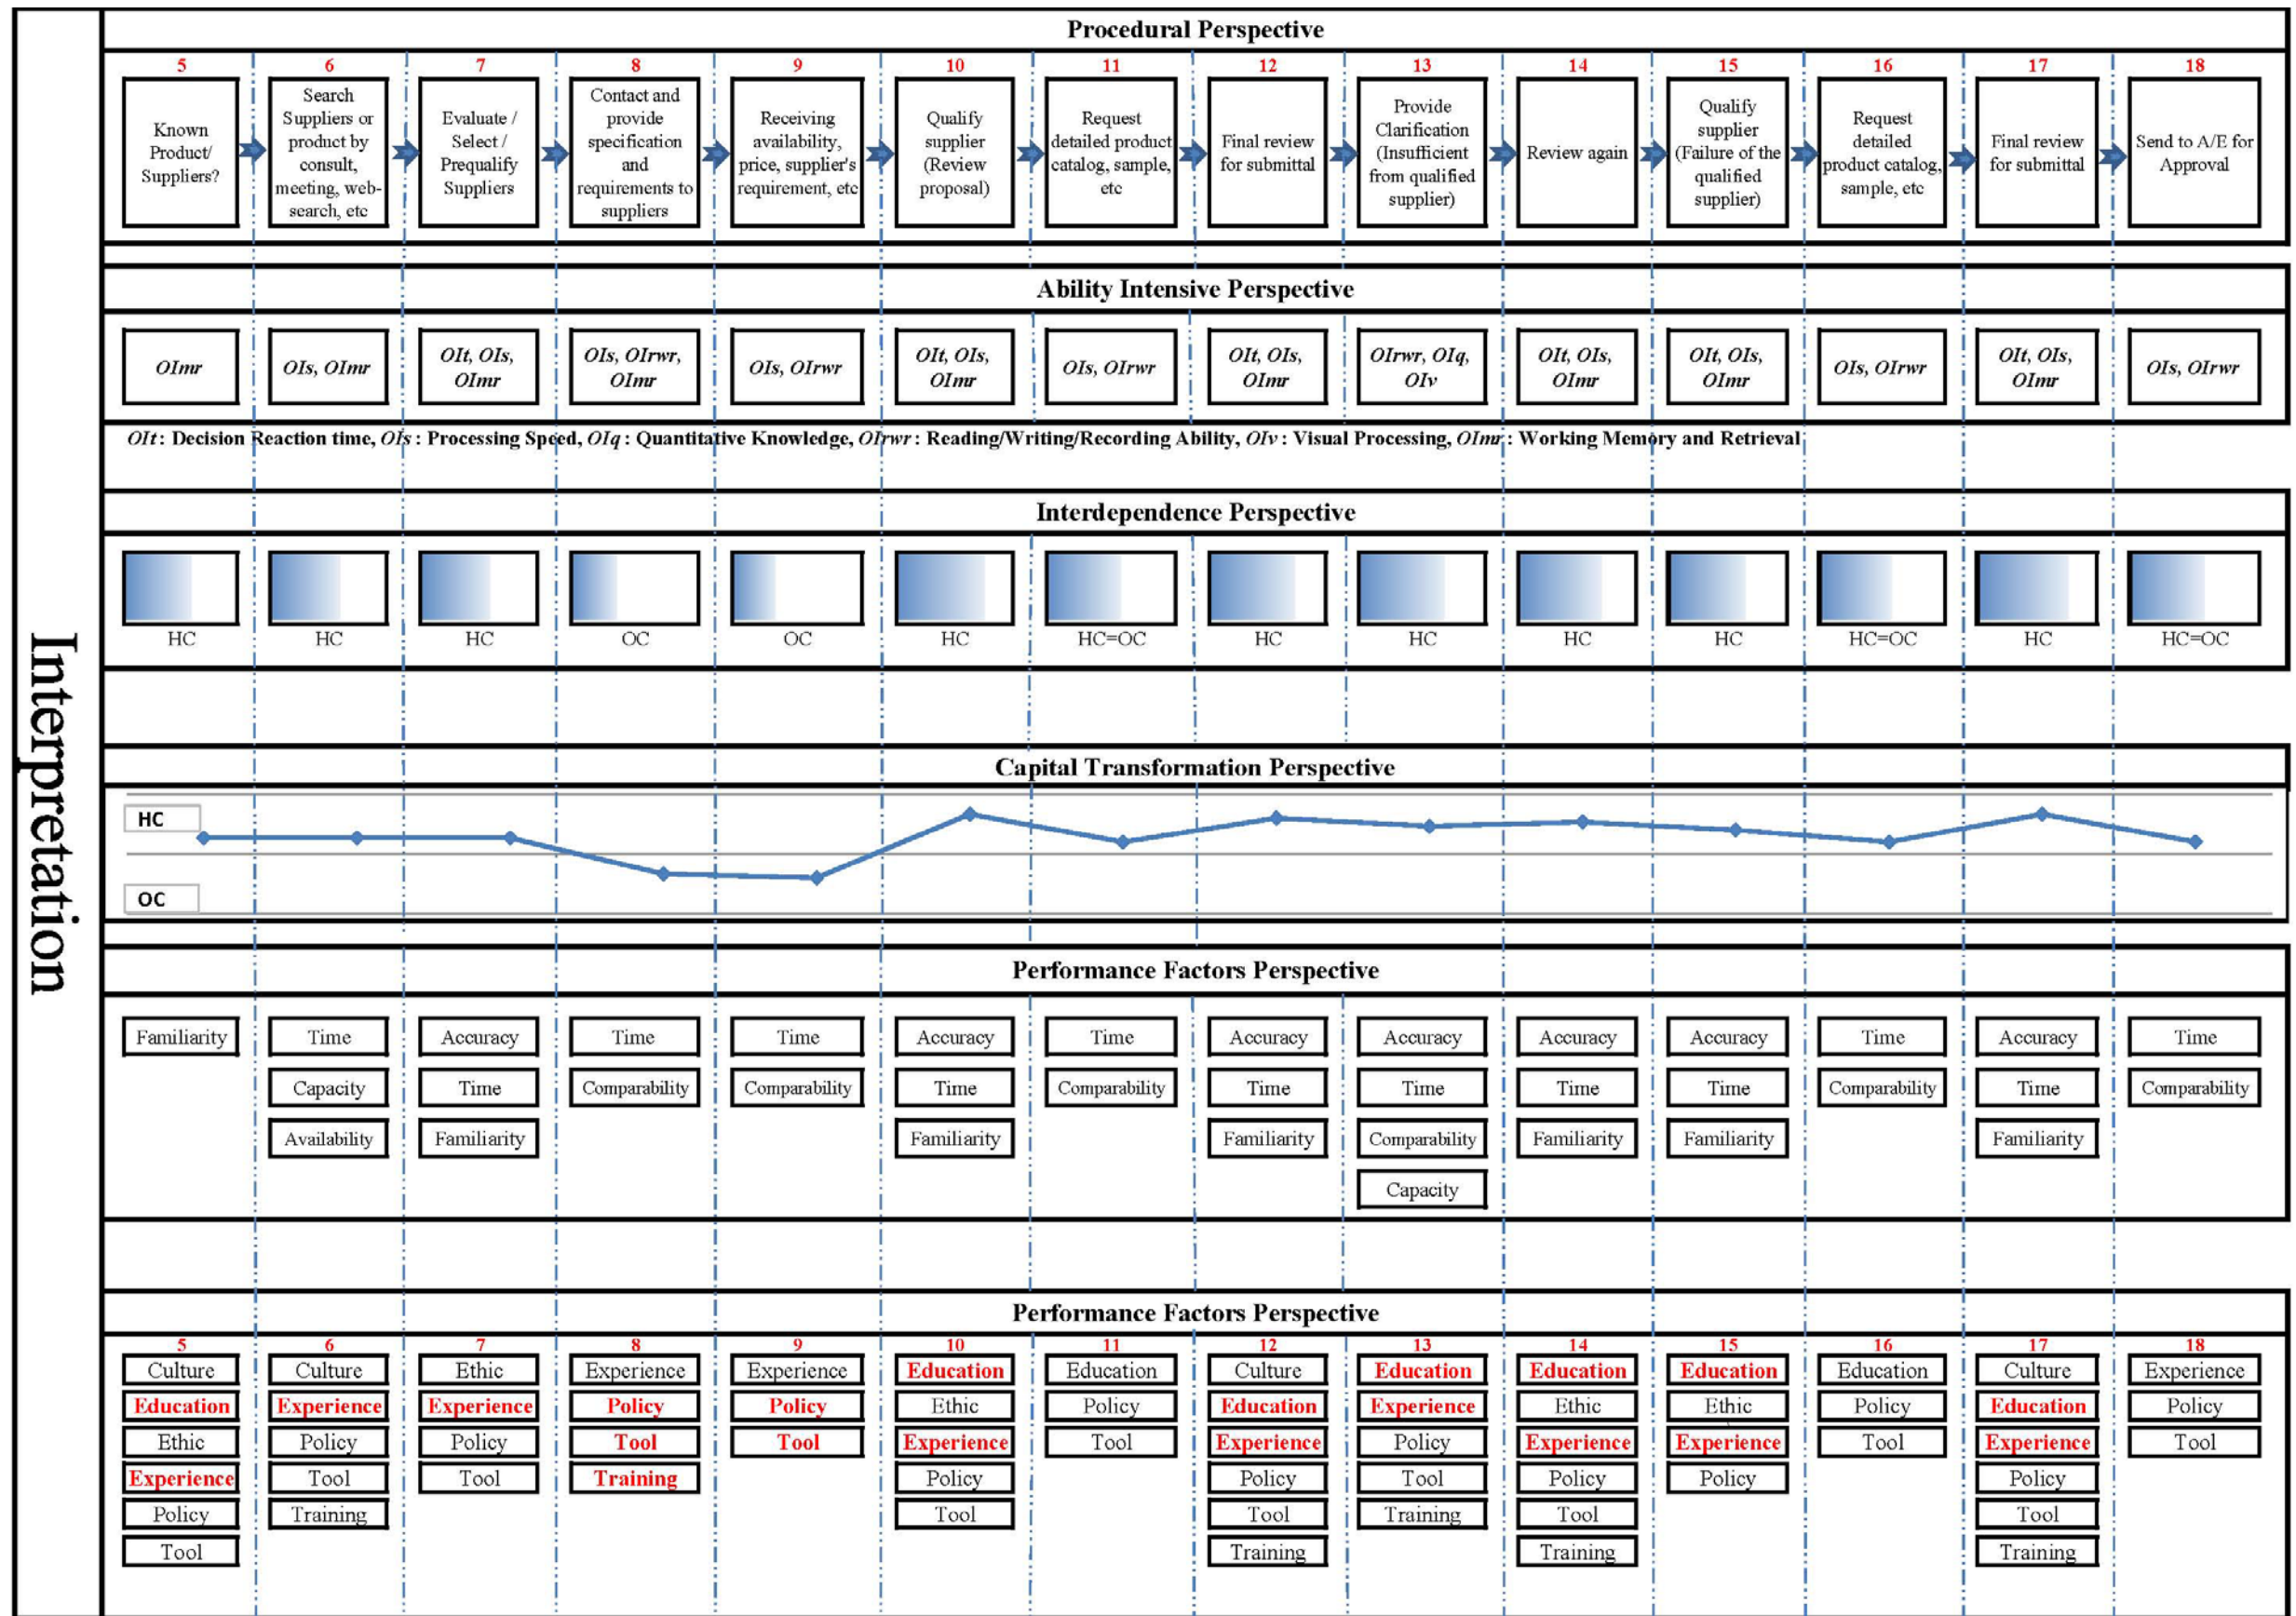 Interpretation
Procedural Perspective
5
6
7
8
9
10
11
12
13
14
15
16
17
18
Known
Product/
Suppliers?
Search
Suppliers or
product by
consult,
meeting, web-
search, etc
Evaluate /
Select /
Prequalify
Suppliers
Contact and
provide
specification
and
requirements to
suppliers
Receiving
availability,
price, supplier's
requirement, etc
Qualify
supplier
(Review
proposal)
Request
detailed product
catalog, sample,
etc
Final review
for submittal
Provide
Clarification
(Insufficient
from qualified
supplier)
Review again
Qualify
supplier
(Failure of the
qualified
supplier)
Request
detailed
product catalog,
sample, etc
Final review
for submittal
Send to A/E for
Approval
Ability Intensive Perspective
OImr
OIs, OImr
OIt, OIs,
OImr
OIs, OIrwr,
OImr
OIs, OIrwr
OIt, OIs,
OImr
OIs, OIrwr
OIt, OIs,
OImr
OIrwr, OIq,
OIv
OIt, OIs,
OImr
OIt, OIs,
OImr
OIs, OIrwr
OIt, OIs,
OImr
OIs, OIrwr
OIt: Decision Reaction time, OIs: Processing Speed, OIq: Quantitative Knowledge, OIrwr: Reading/Writing/Recording Ability, OIv: Visual Processing, OImr: Working Memory and Retrieval
Interdependence Perspective
HC
HC
HC
OC
OC
HC
HC=OC
HC
HC
HC
HC
HC=OC
HC
HC=OC
Capital Transformation Perspective
HC
OC
Performance Factors Perspective
Familiarity
Time
Capacity
Availability
Accuracy
Time
Familiarity
Time
Comparability
Time
Comparability
Accuracy
Time
Familiarity
Time
Comparability
Accuracy
Time
Familiarity
Accuracy
Time
Comparability
Capacity
Accuracy
Time
Familiarity
Accuracy
Time
Familiarity
Time
Comparability
Accuracy
Time
Familiarity
Time
Comparability
Performance Factors Perspective
5
Culture
Education
Ethic
Experience
Policy
Tool
6
Culture
Experience
Policy
Tool
Training
7
Ethic
Experience
Policy
Tool
8
Experience
Policy
Tool
Training
9
Experience
Policy
Tool
10
Education
Ethic
Experience
Policy
Tool
11
Education
Policy
Tool
12
Culture
Education
Experience
Policy
Tool
Training
13
Education
Experience
Policy
Tool
Training
14
Education
Ethic
Experience
Policy
Tool
Training
15
Education
Ethic
Experience
Policy
16
Education
Policy
Tool
17
Culture
Education
Experience
Policy
Tool
Training
18
Experience
Policy
Tool